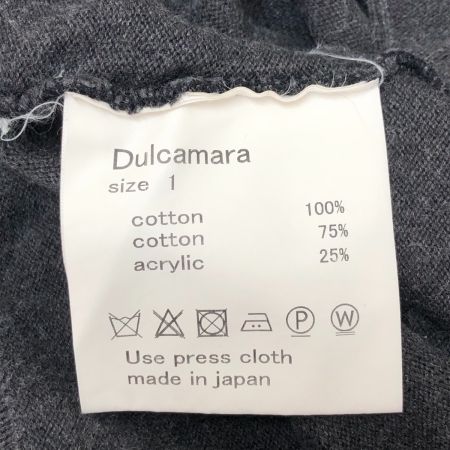 Dulcamara
size 1
cotton 100%
cotton 75%
acrylic 25%
P W
Use press cloth
made in japan